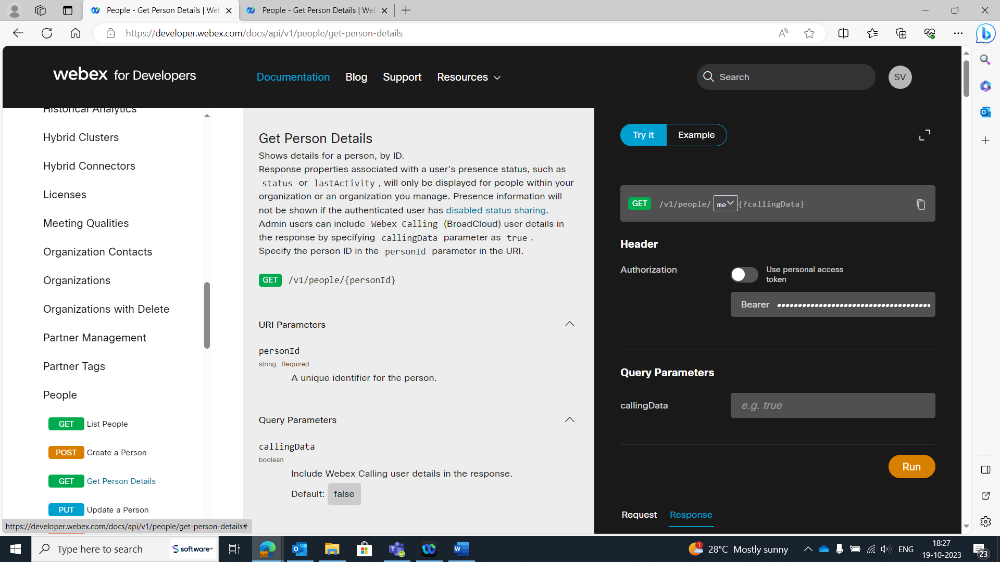 People - Get Person Details | Wel
People - Get Person Details | Wel
https://developer.webex.com/docs/api/v1/people/get-person-details
webex for Developers
Documentation
Blog
Support
Resources
Search
SV
Historical Analytics
Hybrid Clusters
Hybrid Connectors
Licenses
Meeting Qualities
Organization Contacts
Organizations
Organizations with Delete
Partner Management
Partner Tags
People
GET List People
POST Create a Person
GET Get Person Details
PUT Update a Person
https://developer.webex.com/docs/api/v1/people/get-person-details#
Get Person Details
Shows details for a person, by ID.
Response properties associated with a user's presence status, such as
status or lastActivity , will only be displayed for people within your
organization or an organization you manage. Presence information will
not be shown if the authenticated user has disabled status sharing.
Admin users can include Webex Calling (BroadCloud) user details in
the response by specifying callingData parameter as true .
Specify the person ID in the personId parameter in the URI.
GET /v1/people/{personId}
URI Parameters
personId
string Required
A unique identifier for the person.
Query Parameters
callingData
boolean
Include Webex Calling user details in the response.
Default: false
Try it
Example
GET /v1/people/ me {?callingData}
Header
Authorization
Use personal access
token
Bearer ••••••••••••••••••••••••••••••••••••••
Query Parameters
callingData
e.g. true
Run
Request
Response
Type here to search
software
1
28°C Mostly sunny
ENG
18:27
19-10-2023
23